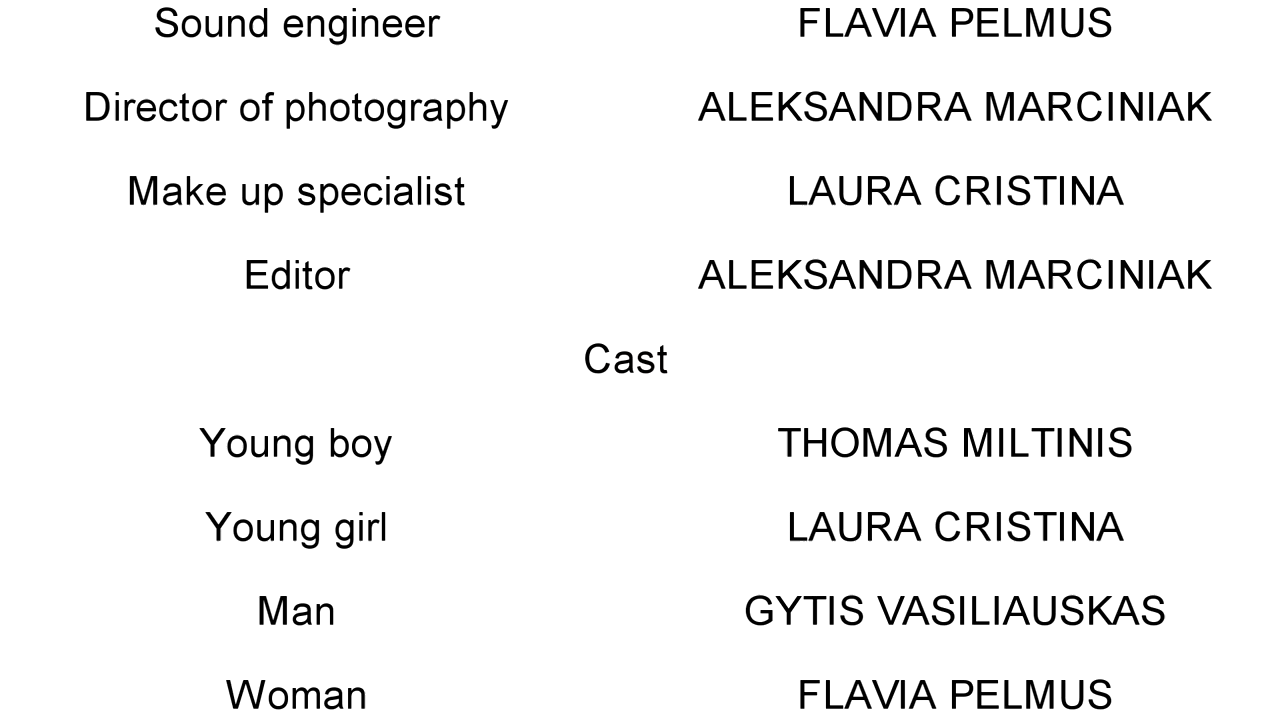 Sound engineer FLAVIA PELMUS
Director of photography ALEKSANDRA MARCINIAK
Make up specialist LAURA CRISTINA
Editor ALEKSANDRA MARCINIAK
Cast
Young boy THOMAS MILTINIS
Young girl LAURA CRISTINA
Man GYTIS VASILIAUSKAS
Woman FLAVIA PELMUS